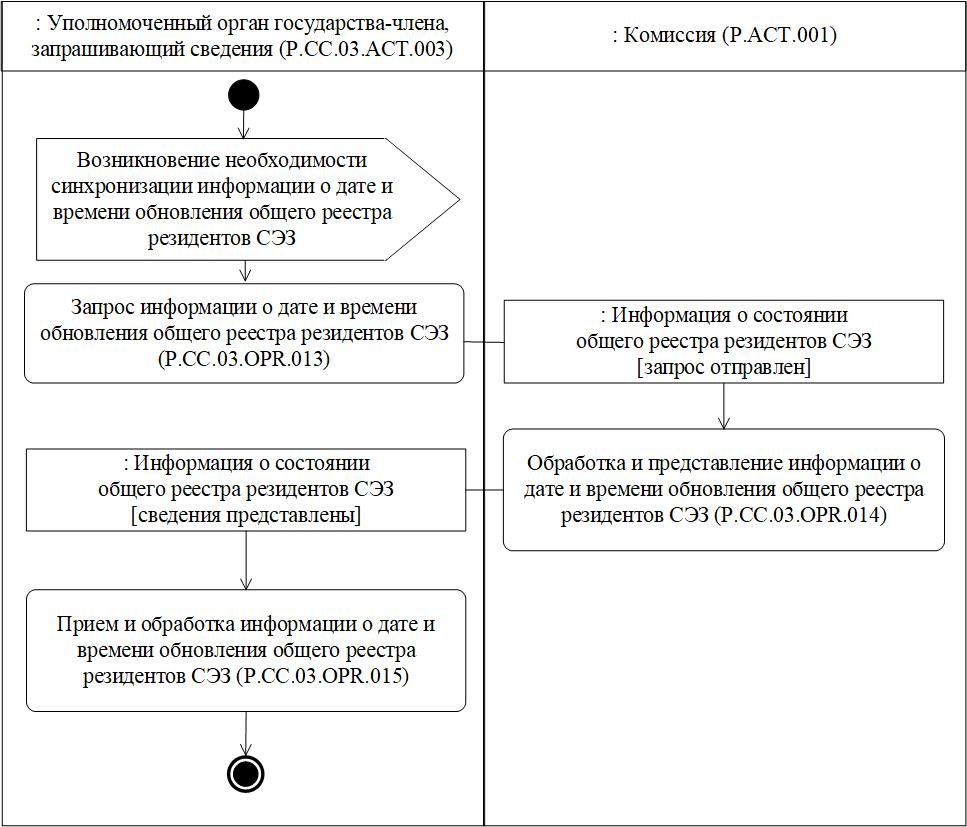 : Уполномоченный орган государства-члена,
запрашивающий сведения (P.CC.03.ACT.003)
: Комиссия (P.ACT.001)
Возникновение необходимости
синхронизации информации о дате и
времени обновления общего реестра
резидентов СЭЗ
Запрос информации о дате и времени
обновления общего реестра резидентов СЭЗ
(P.CC.03.OPR.013)
: Информация о состоянии
общего реестра резидентов СЭЗ
[запрос отправлен]
Обработка и представление информации о
дате и времени обновления общего реестра
резидентов СЭЗ (P.CC.03.OPR.014)
: Информация о состоянии
общего реестра резидентов СЭЗ
[сведения представлены]
Прием и обработка информации о дате и
времени обновления общего реестра
резидентов СЭЗ (P.CC.03.OPR.015)